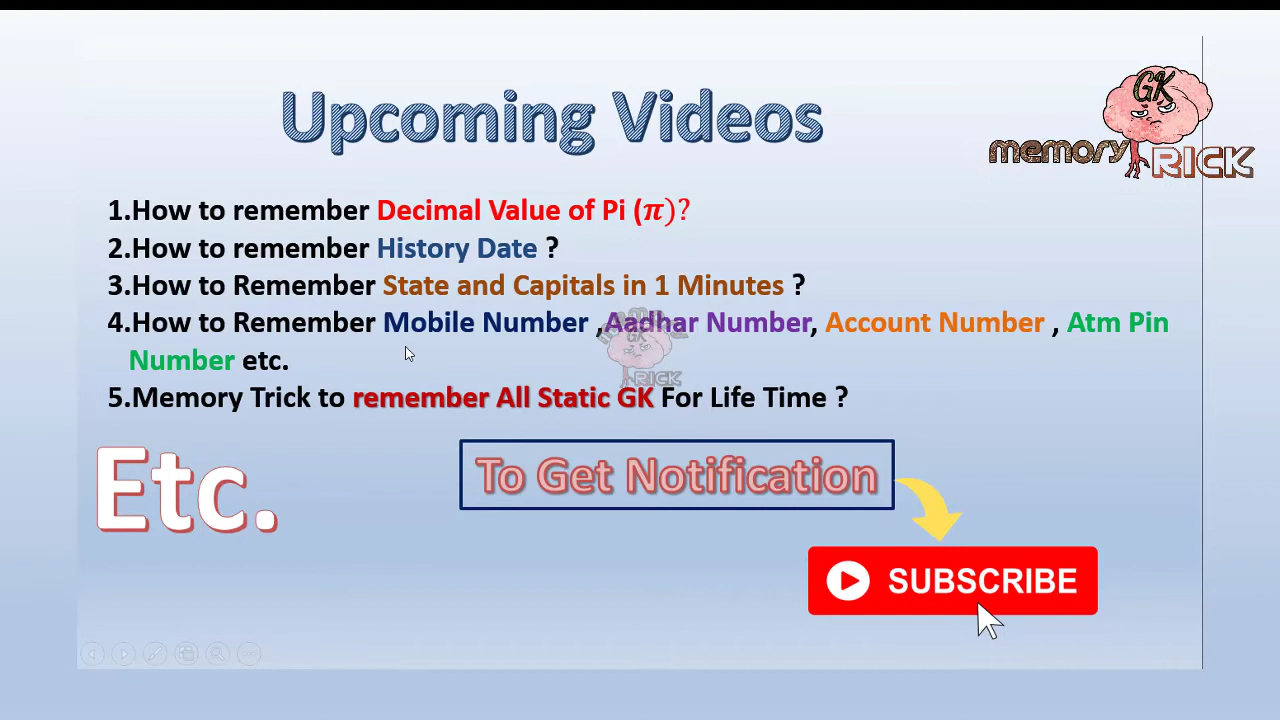 Upcoming Videos
GK
memory RICK
1.How to remember Decimal Value of Pi (π)?
2.How to remember History Date ?
3.How to Remember State and Capitals in 1 Minutes ?
4.How to Remember Mobile Number ,Aadhar Number, Account Number , Atm Pin
Number etc.
GK
RICK
5.Memory Trick to remember All Static GK For Life Time ?
Etc.
To Get Notification
SUBSCRIBE